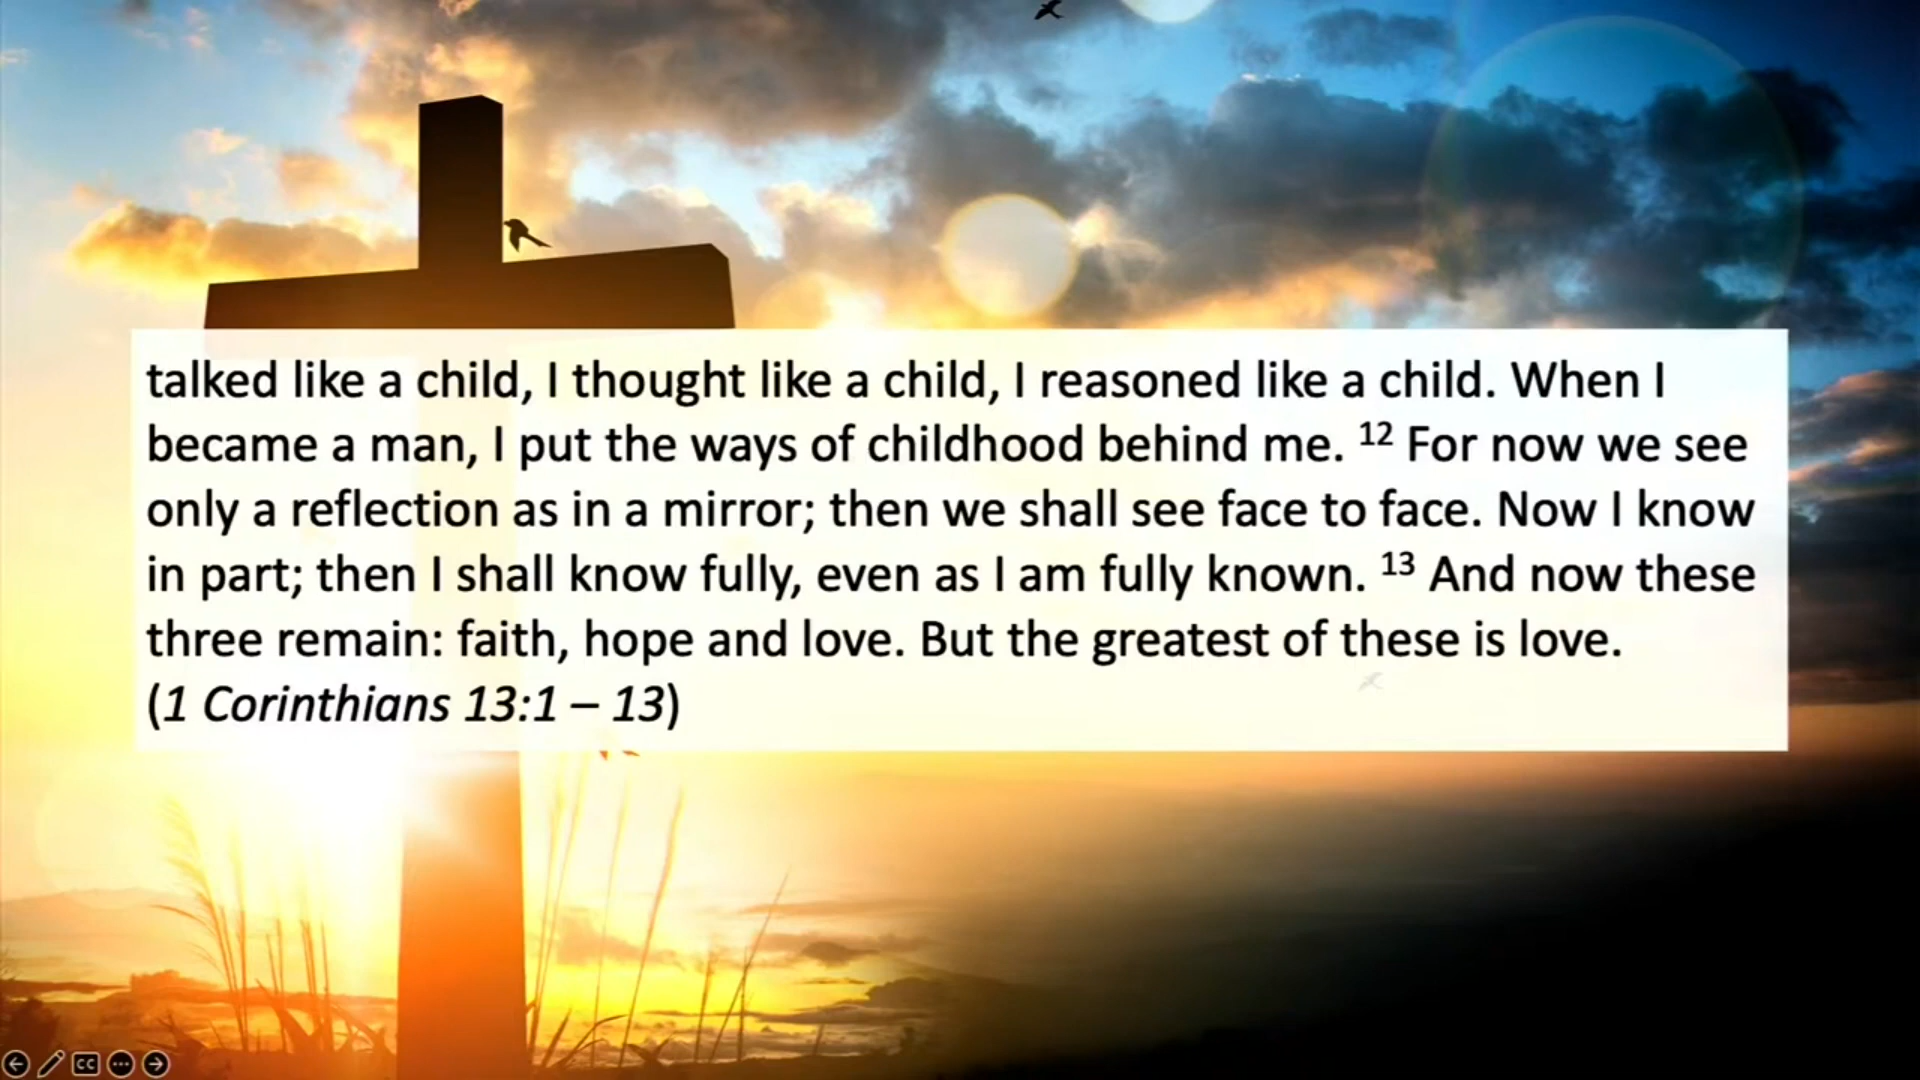 talked like a child, I thought like a child, I reasoned like a child. When I
became a man, I put the ways of childhood behind me. ¹² For now we see
only a reflection as in a mirror; then we shall see face to face. Now I know
in part; then I shall know fully, even as I am fully known. ¹³ And now these
three remain: faith, hope and love. But the greatest of these is love.
(1 Corinthians 13:1 – 13)
CC